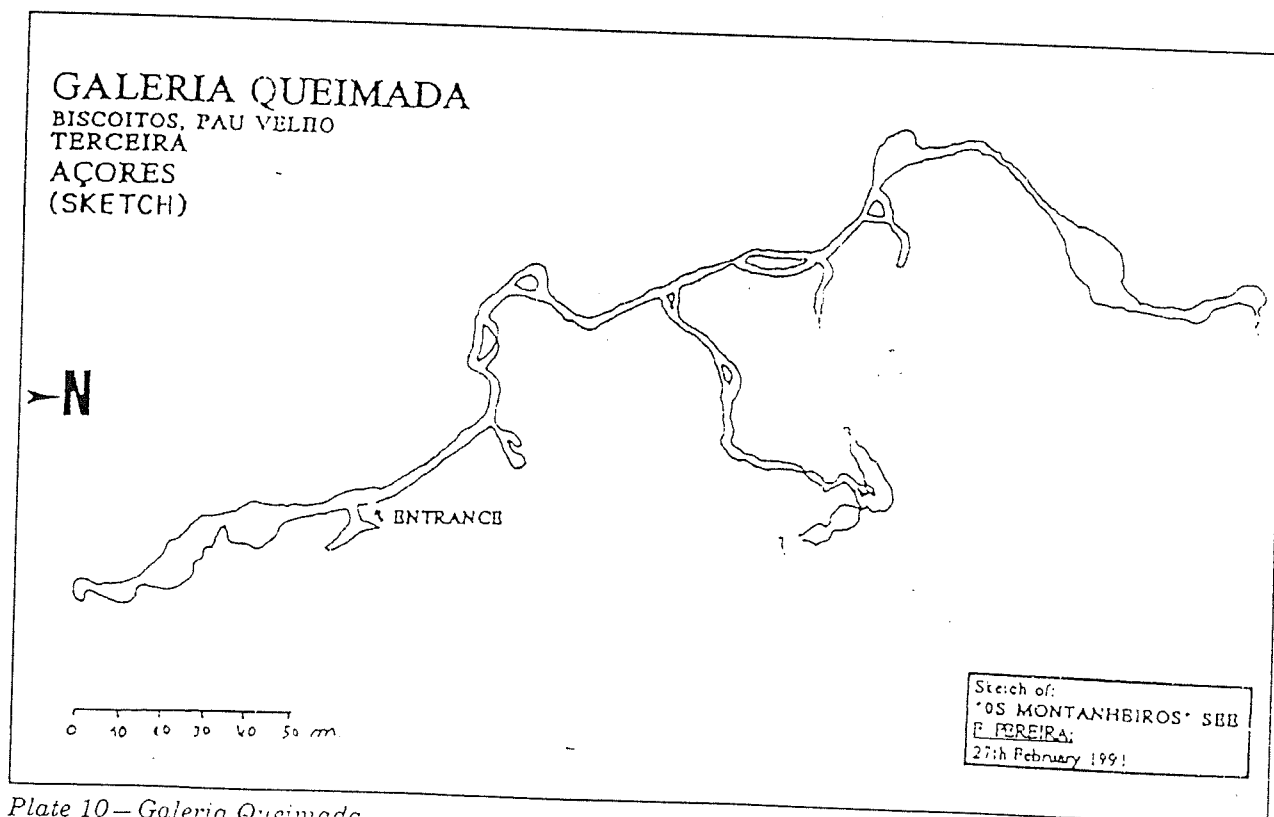 GALERIA QUEIMADA
BISCOITOS, PAU VELHO
TERCEIRA
AÇORES
(SKETCH)
N
ENTRANCE
?
?
?
?
0 10 20 30 40 50 m.
Sketch of:
"OS MONTANHEIROS" SEE
F PEREIRA;
27th February 1991
Plate 10 – Galeria Queimada